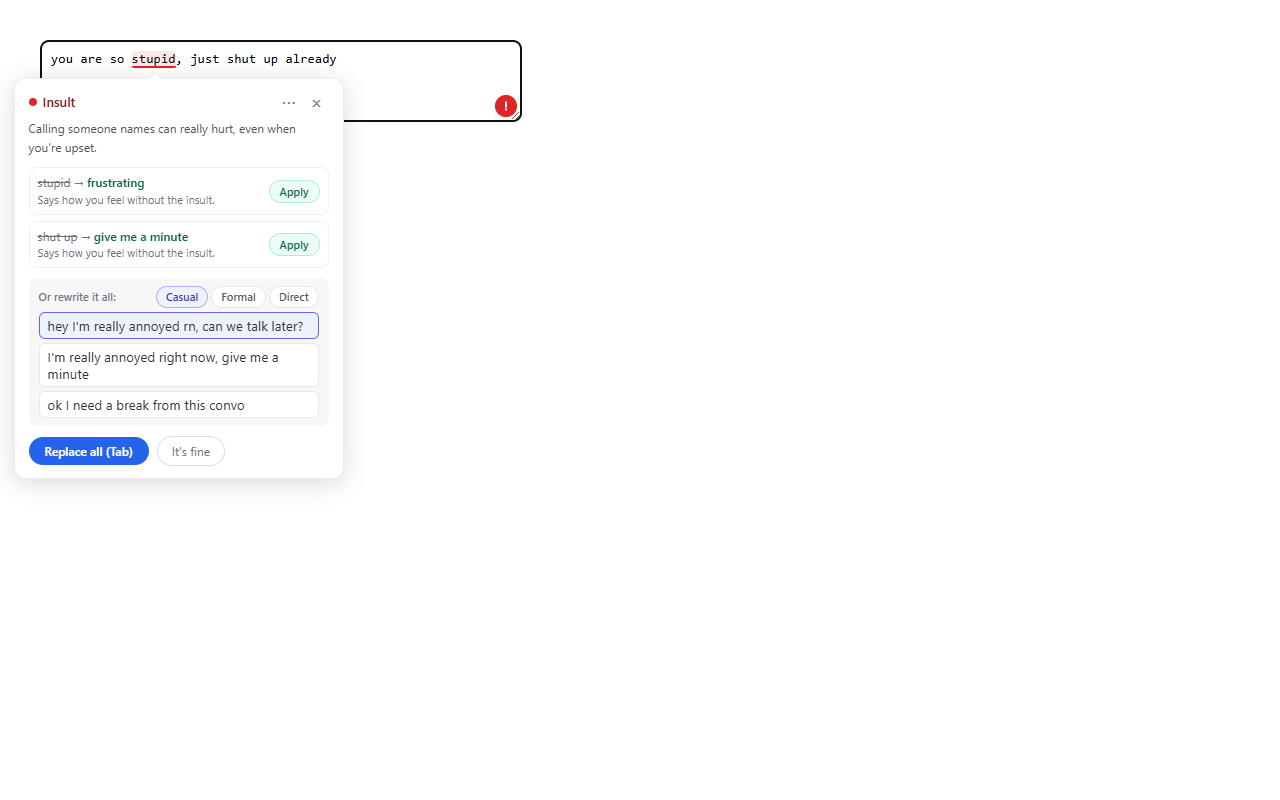 you are so stupid, just shut up already
!
Insult ··· ×
Calling someone names can really hurt, even when
you're upset.
stupid → frustrating
Says how you feel without the insult.
Apply
shut up → give me a minute
Says how you feel without the insult.
Apply
Or rewrite it all: Casual Formal Direct
hey I'm really annoyed rn, can we talk later?
I'm really annoyed right now, give me a
minute
ok I need a break from this convo
Replace all (Tab) It's fine